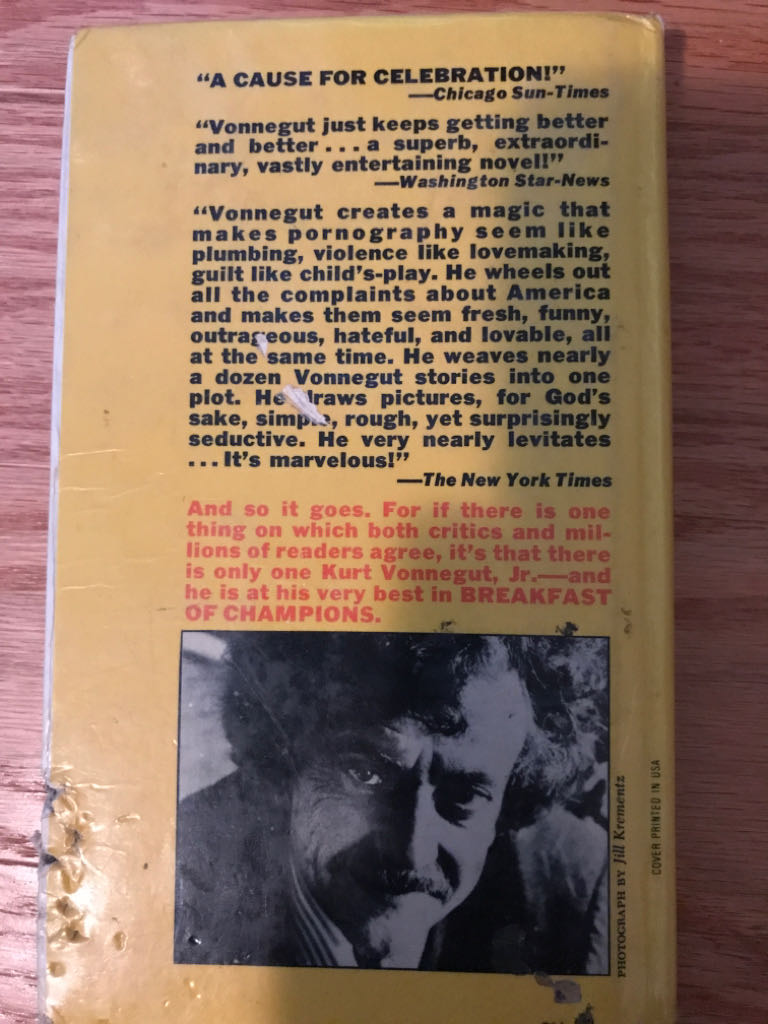 “A CAUSE FOR CELEBRATION!”
—Chicago Sun-Times
“Vonnegut just keeps getting better
and better...a superb, extraordi-
nary, vastly entertaining novel!”
—Washington Star-News
“Vonnegut creates a magic that
makes pornography seem like
plumbing, violence like lovemaking,
guilt like child's-play. He wheels out
all the complaints about America
and makes them seem fresh, funny,
outrageous, hateful, and lovable, all
at the same time. He weaves nearly
a dozen Vonnegut stories into one
plot. He draws pictures, for God's
sake, simple, rough, yet surprisingly
seductive. He very nearly levitates
...It's marvelous!”
—The New York Times
And so it goes. For if there is one
thing on which both critics and mil-
lions of readers agree, it's that there
is only one Kurt Vonnegut, Jr.—and
he is at his very best in BREAKFAST
OF CHAMPIONS.
PHOTOGRAPH BY Jill Krementz
COVER PRINTED IN USA